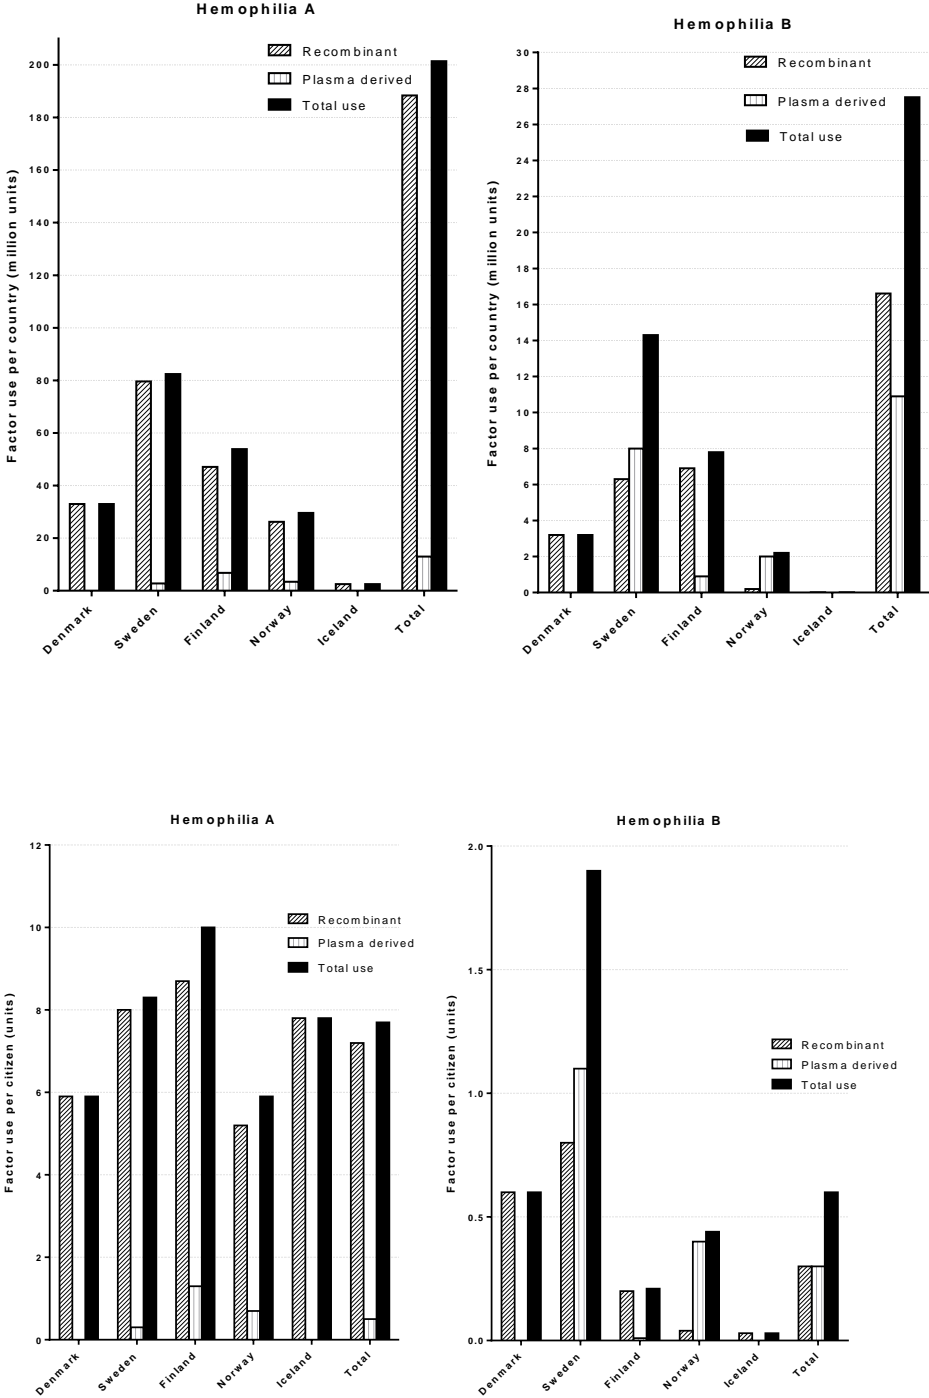 Hemophilia A
Recombinant
Plasma derived
Total use
Factor use per country (million units)
200
180
160
140
120
100
80
60
40
20
0
Denmark
Sweden
Finland
Norway
Iceland
Total
Hemophilia B
Recombinant
Plasma derived
Total use
Factor use per country (million units)
30
28
26
24
22
20
18
16
14
12
10
8
6
4
2
0
Denmark
Sweden
Finland
Norway
Iceland
Total
Hemophilia A
Recombinant
Plasma derived
Total use
Factor use per citizen (units)
12
10
8
6
4
2
0
Denmark
Sweden
Finland
Norway
Iceland
Total
Hemophilia B
Recombinant
Plasma derived
Total use
Factor use per citizen (units)
2.0
1.5
1.0
0.5
0.0
Denmark
Sweden
Finland
Norway
Iceland
Total